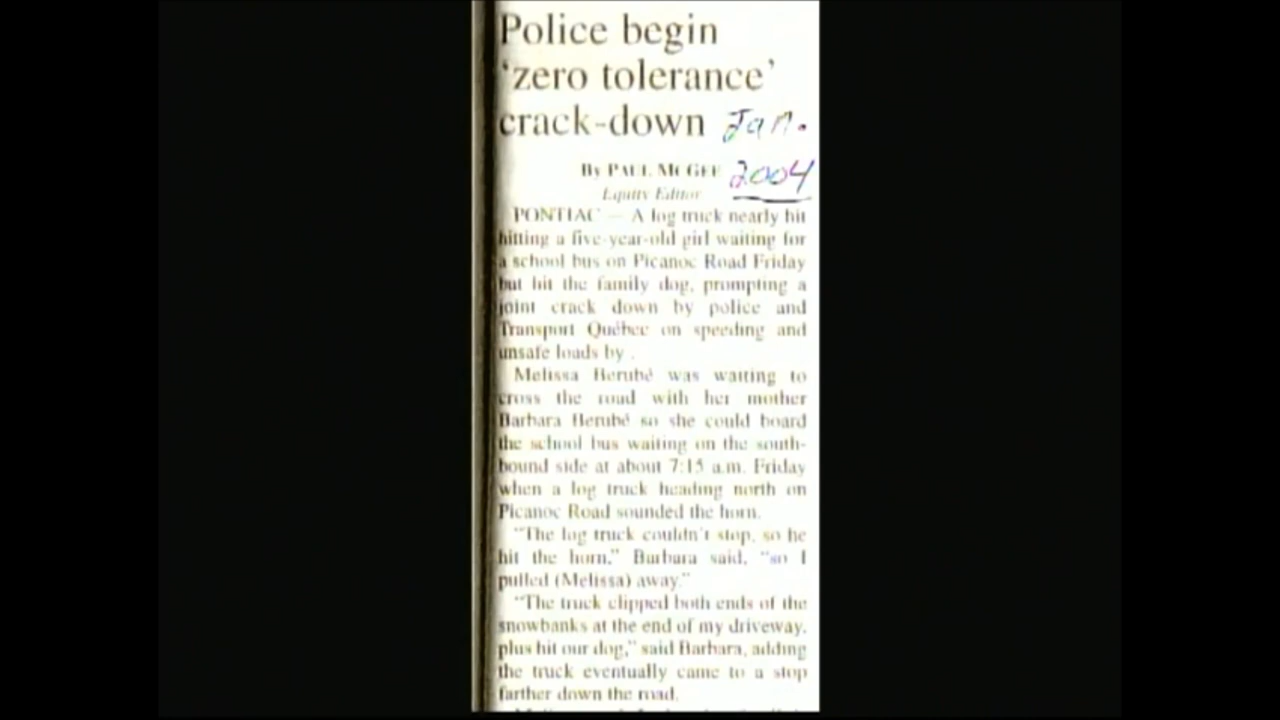 Police begin
'zero tolerance'
crack-down Jan.
By PAUL MCGEE 2004
Equity Editor
PONTIAC — A log truck nearly hit
hitting a five-year-old girl waiting for
a school bus on Picanoc Road Friday
but hit the family dog, prompting a
joint crack down by police and
Transport Québec on speeding and
unsafe loads by .
Melissa Berubé was waiting to
cross the road with her mother
Barbara Berubé so she could board
the school bus waiting on the south-
bound side at about 7:15 a.m. Friday
when a log truck heading north on
Picanoc Road sounded the horn.
"The log truck couldn't stop, so he
hit the horn," Barbara said, "so I
pulled (Melissa) away."
"The truck clipped both ends of the
snowbanks at the end of my driveway,
plus hit our dog," said Barbara, adding
the truck eventually came to a stop
farther down the road.